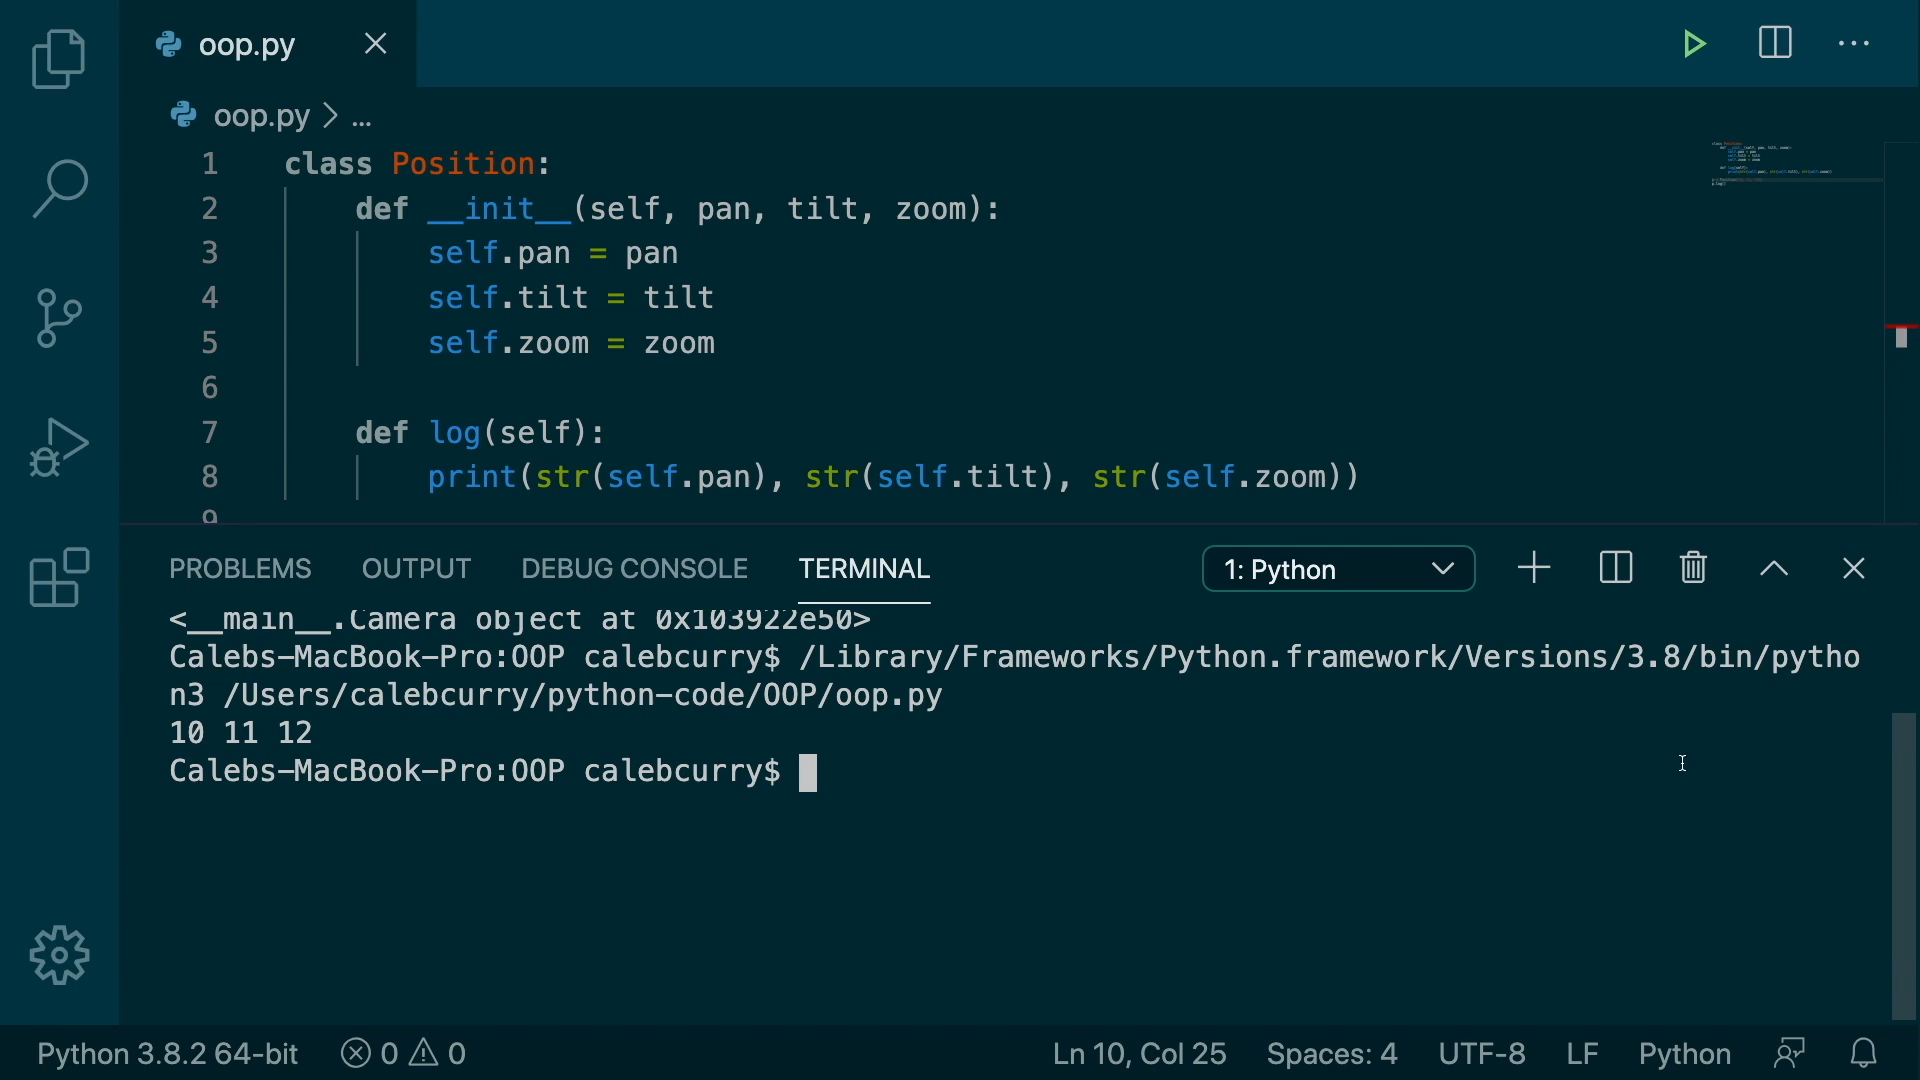 oop.py
oop.py > ...
1 class Position:
2 def __init__(self, pan, tilt, zoom):
3 self.pan = pan
4 self.tilt = tilt
5 self.zoom = zoom
6
7 def log(self):
8 print(str(self.pan), str(self.tilt), str(self.zoom))
9
PROBLEMS OUTPUT DEBUG CONSOLE TERMINAL 1: Python
<__main__.Camera object at 0x103922e50>
Calebs-MacBook-Pro:OOP calebcurry$ /Library/Frameworks/Python.framework/Versions/3.8/bin/pytho
n3 /Users/calebcurry/python-code/OOP/oop.py
10 11 12
Calebs-MacBook-Pro:OOP calebcurry$
Python 3.8.2 64-bit 0 0 Ln 10, Col 25 Spaces: 4 UTF-8 LF Python